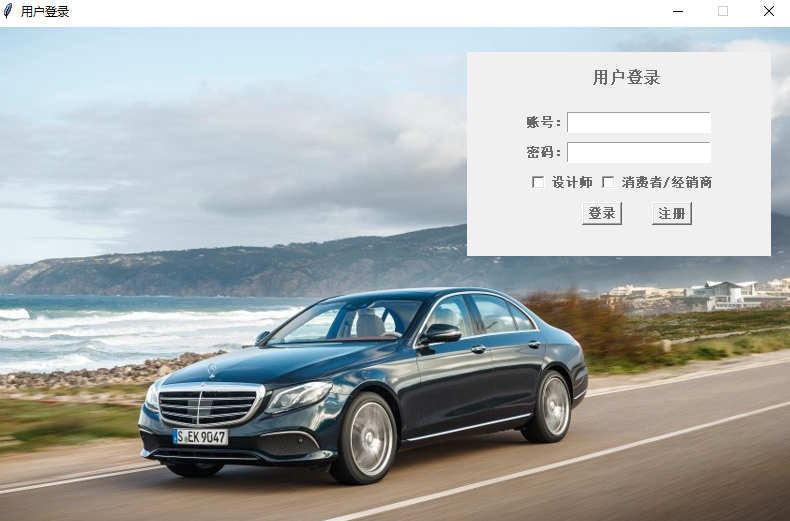 用户登录
用户登录
账号：
密码：
设计师 消费者/经销商
登录 注册
S EK 9047